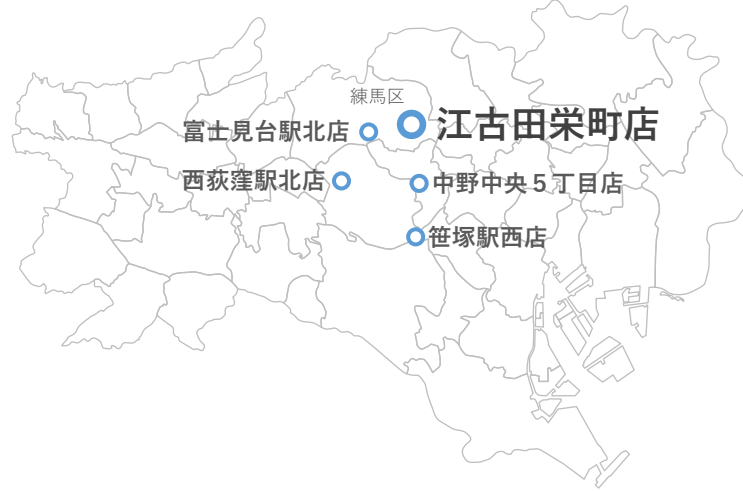 練馬区
江古田栄町店
富士見台駅北店
西荻窪駅北店
中野中央５丁目店
笹塚駅西店